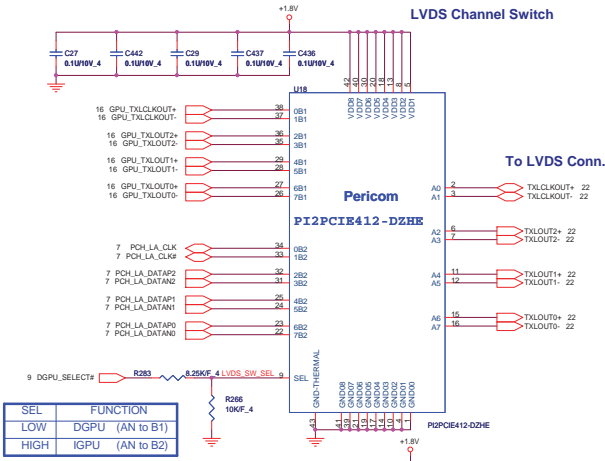 +1.8V
LVDS Channel Switch
C27
0.1U/10V_4
C442
0.1U/10V_4
C29
0.1U/10V_4
C437
0.1U/10V_4
C436
0.1U/10V_4
U18
42 40 30 20 18 13 8 5
VDD8 VDD7 VDD6 VDD5 VDD4 VDD3 VDD2 VDD1
16 GPU_TXLCLKOUT+ 38 0B1
16 GPU_TXLCLKOUT- 37 1B1
16 GPU_TXLOUT2+ 36 2B1
16 GPU_TXLOUT2- 35 3B1
16 GPU_TXLOUT1+ 29 4B1
16 GPU_TXLOUT1- 28 5B1
16 GPU_TXLOUT0+ 27 6B1
16 GPU_TXLOUT0- 26 7B1
To LVDS Conn.
Pericom
PI2PCIE412-DZHE
A0 2 TXLCLKOUT+ 22
A1 3 TXLCLKOUT- 22
A2 6 TXLOUT2+ 22
A3 7 TXLOUT2- 22
A4 11 TXLOUT1+ 22
A5 12 TXLOUT1- 22
A6 15 TXLOUT0+ 22
A7 16 TXLOUT0- 22
7 PCH_LA_CLK 34 0B2
7 PCH_LA_CLK# 33 1B2
7 PCH_LA_DATAP2 32 2B2
7 PCH_LA_DATAN2 31 3B2
7 PCH_LA_DATAP1 25 4B2
7 PCH_LA_DATAN1 24 5B2
7 PCH_LA_DATAP0 23 6B2
7 PCH_LA_DATAN0 22 7B2
9 DGPU_SELECT# R283 8.25K/F_4 LVDS_SW_SEL 9 SEL
R266
10K/F_4
GND-THERMAL
GND08 GND07 GND06 GND05 GND04 GND03 GND02 GND01 GND00
43 41 39 21 19 17 14 10 4 1
PI2PCIE412-DZHE
+1.8V
SEL FUNCTION
LOW DGPU (AN to B1)
HIGH IGPU (AN to B2)